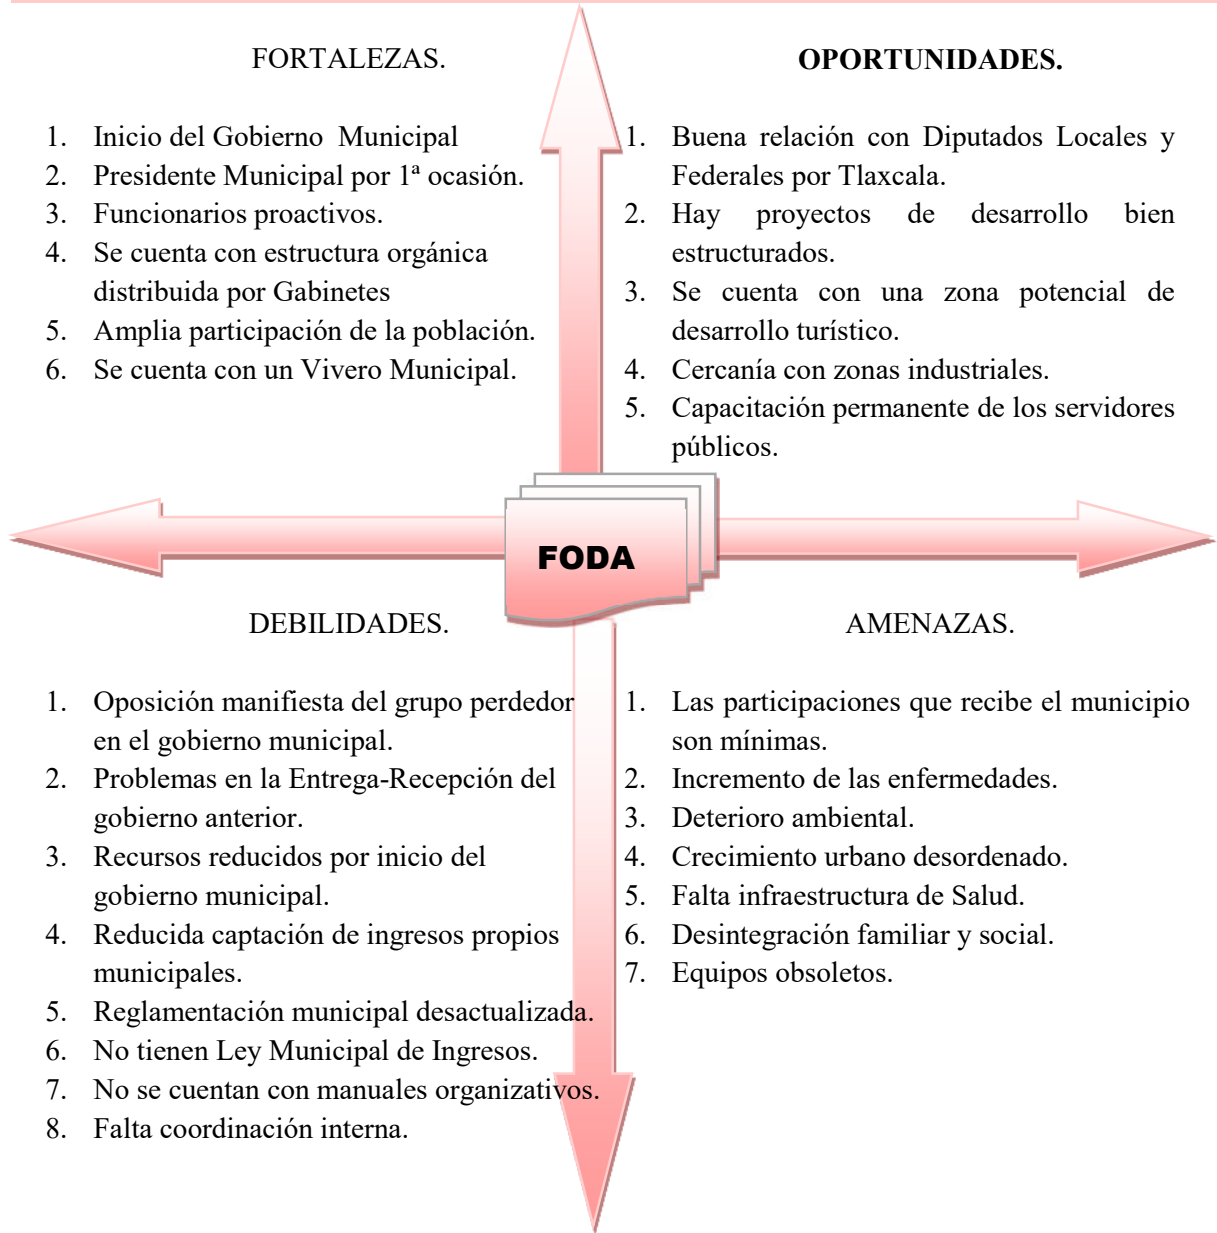 FORTALEZAS.
1. Inicio del Gobierno Municipal
2. Presidente Municipal por 1ª ocasión.
3. Funcionarios proactivos.
4. Se cuenta con estructura orgánica
distribuida por Gabinetes
5. Amplia participación de la población.
6. Se cuenta con un Vivero Municipal.
OPORTUNIDADES.
1. Buena relación con Diputados Locales y
Federales por Tlaxcala.
2. Hay proyectos de desarrollo bien
estructurados.
3. Se cuenta con una zona potencial de
desarrollo turístico.
4. Cercanía con zonas industriales.
5. Capacitación permanente de los servidores
públicos.
FODA
DEBILIDADES.
1. Oposición manifiesta del grupo perdedor
en el gobierno municipal.
2. Problemas en la Entrega-Recepción del
gobierno anterior.
3. Recursos reducidos por inicio del
gobierno municipal.
4. Reducida captación de ingresos propios
municipales.
5. Reglamentación municipal desactualizada.
6. No tienen Ley Municipal de Ingresos.
7. No se cuentan con manuales organizativos.
8. Falta coordinación interna.
AMENAZAS.
1. Las participaciones que recibe el municipio
son mínimas.
2. Incremento de las enfermedades.
3. Deterioro ambiental.
4. Crecimiento urbano desordenado.
5. Falta infraestructura de Salud.
6. Desintegración familiar y social.
7. Equipos obsoletos.